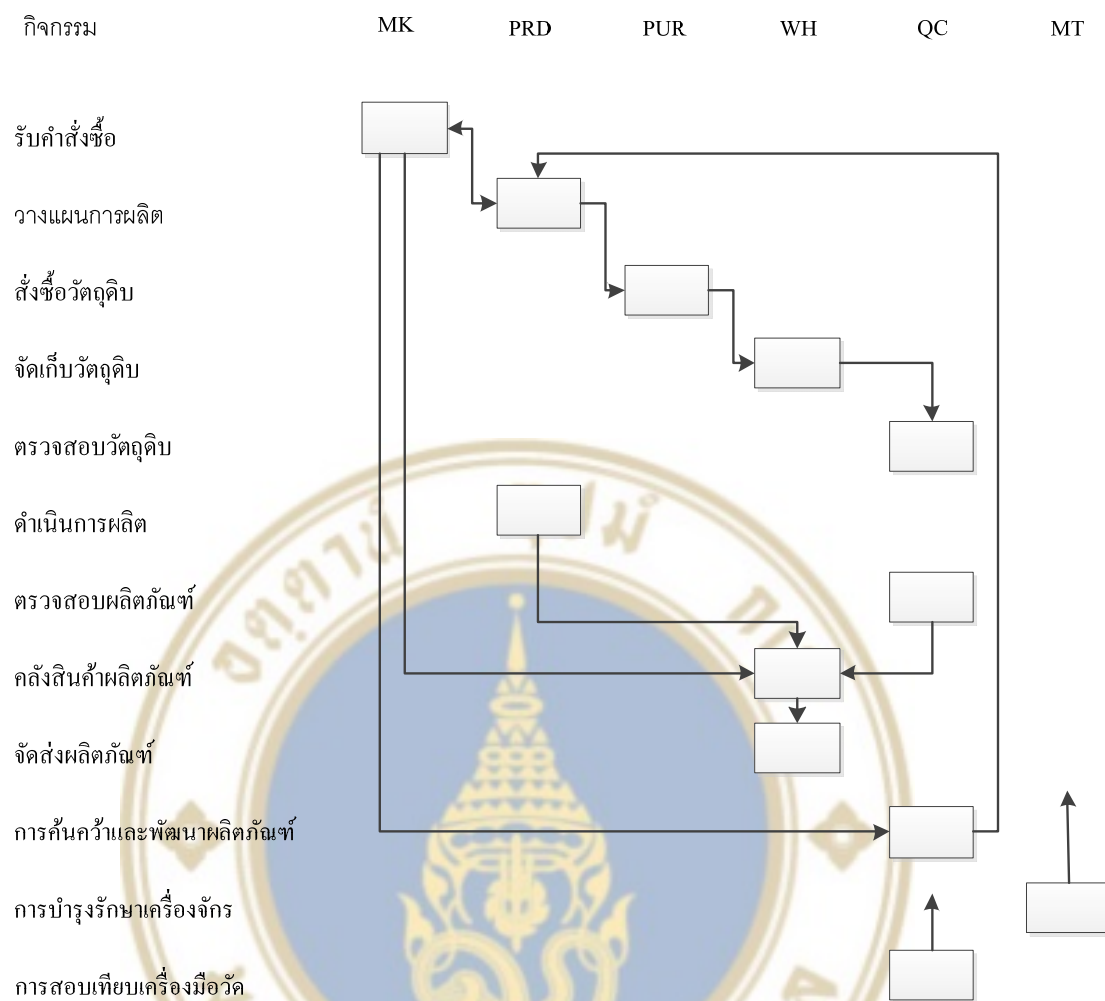 กิจกรรม MK PRD PUR WH QC MT
รับคำสั่งซื้อ
วางแผนการผลิต
สั่งซื้อวัตถุดิบ
จัดเก็บวัตถุดิบ
ตรวจสอบวัตถุดิบ
ดำเนินการผลิต
ตรวจสอบผลิตภัณฑ์
คลังสินค้าผลิตภัณฑ์
จัดส่งผลิตภัณฑ์
การค้นคว้าและพัฒนาผลิตภัณฑ์
การบำรุงรักษาเครื่องจักร
การสอบเทียบเครื่องมือวัด